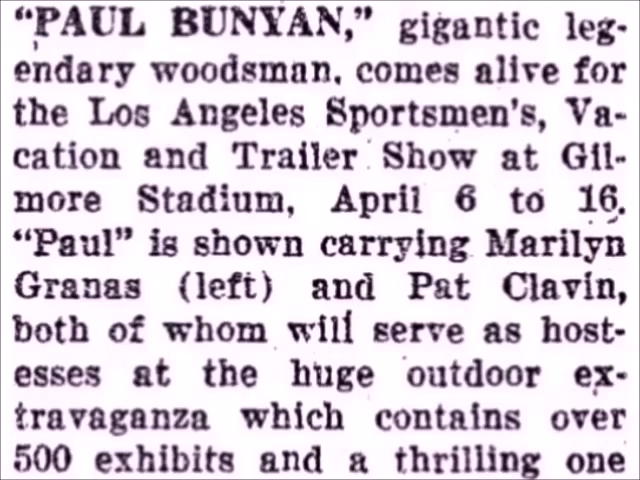 "PAUL BUNYAN," gigantic leg-
endary woodsman, comes alive for
the Los Angeles Sportsmen's, Va-
cation and Trailer Show at Gil-
more Stadium, April 6 to 16.
"Paul" is shown carrying Marilyn
Granas (left) and Pat Clavin,
both of whom will serve as host-
esses at the huge outdoor ex-
travaganza which contains over
500 exhibits and a thrilling one